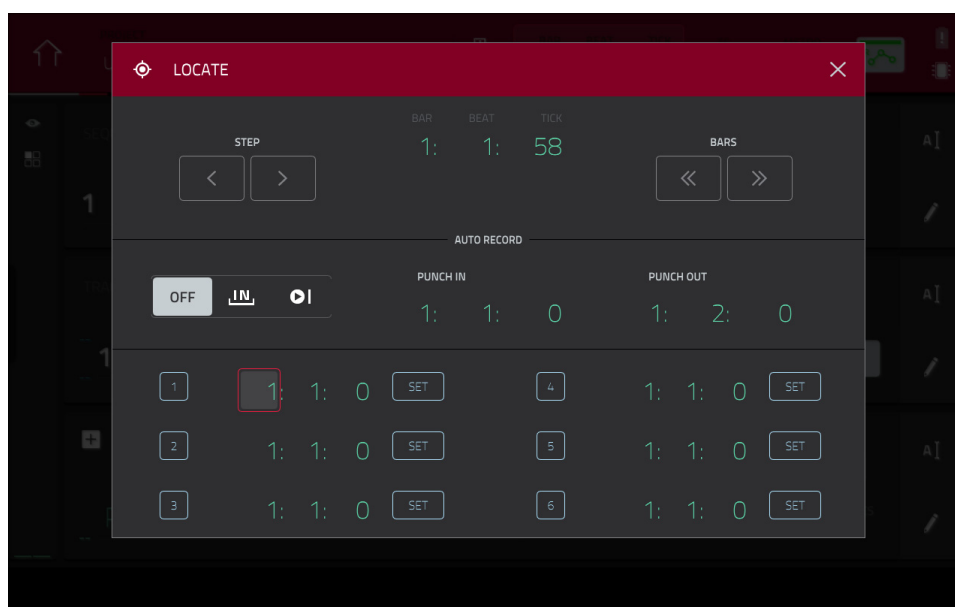 LOCATE
BAR BEAT TICK
STEP 1: 1: 58 BARS
AUTO RECORD
PUNCH IN PUNCH OUT
OFF IN 1: 1: 0 1: 2: 0
1 1: 1: 0 SET 4 1: 1: 0 SET
2 1: 1: 0 SET 5 1: 1: 0 SET
3 1: 1: 0 SET 6 1: 1: 0 SET